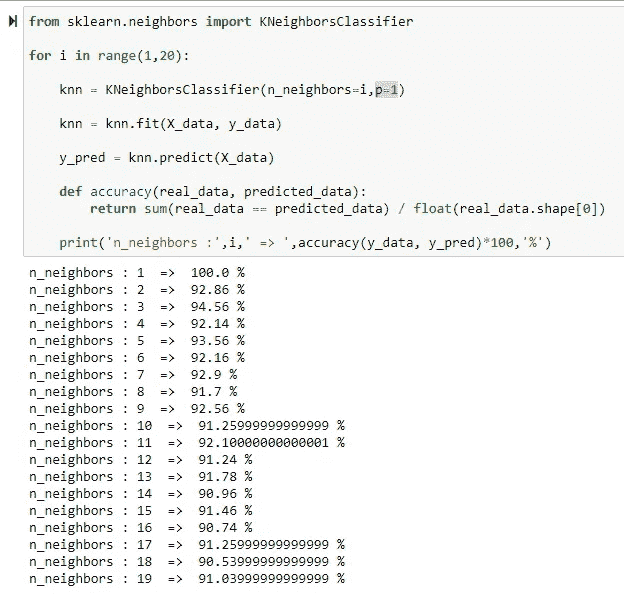 from sklearn.neighbors import KNeighborsClassifier
for i in range(1,20):
knn = KNeighborsClassifier(n_neighbors=i,p=1)
knn = knn.fit(X_data, y_data)
y_pred = knn.predict(X_data)
def accuracy(real_data, predicted_data):
return sum(real_data == predicted_data) / float(real_data.shape[0])
print('n_neighbors :',i,' => ',accuracy(y_data, y_pred)*100,'%')
n_neighbors : 1  =>  100.0 %
n_neighbors : 2  =>  92.86 %
n_neighbors : 3  =>  94.56 %
n_neighbors : 4  =>  92.14 %
n_neighbors : 5  =>  93.56 %
n_neighbors : 6  =>  92.16 %
n_neighbors : 7  =>  92.9 %
n_neighbors : 8  =>  91.7 %
n_neighbors : 9  =>  92.56 %
n_neighbors : 10  =>  91.25999999999999 %
n_neighbors : 11  =>  92.10000000000001 %
n_neighbors : 12  =>  91.24 %
n_neighbors : 13  =>  91.78 %
n_neighbors : 14  =>  90.96 %
n_neighbors : 15  =>  91.46 %
n_neighbors : 16  =>  90.74 %
n_neighbors : 17  =>  91.25999999999999 %
n_neighbors : 18  =>  90.53999999999999 %
n_neighbors : 19  =>  91.03999999999999 %